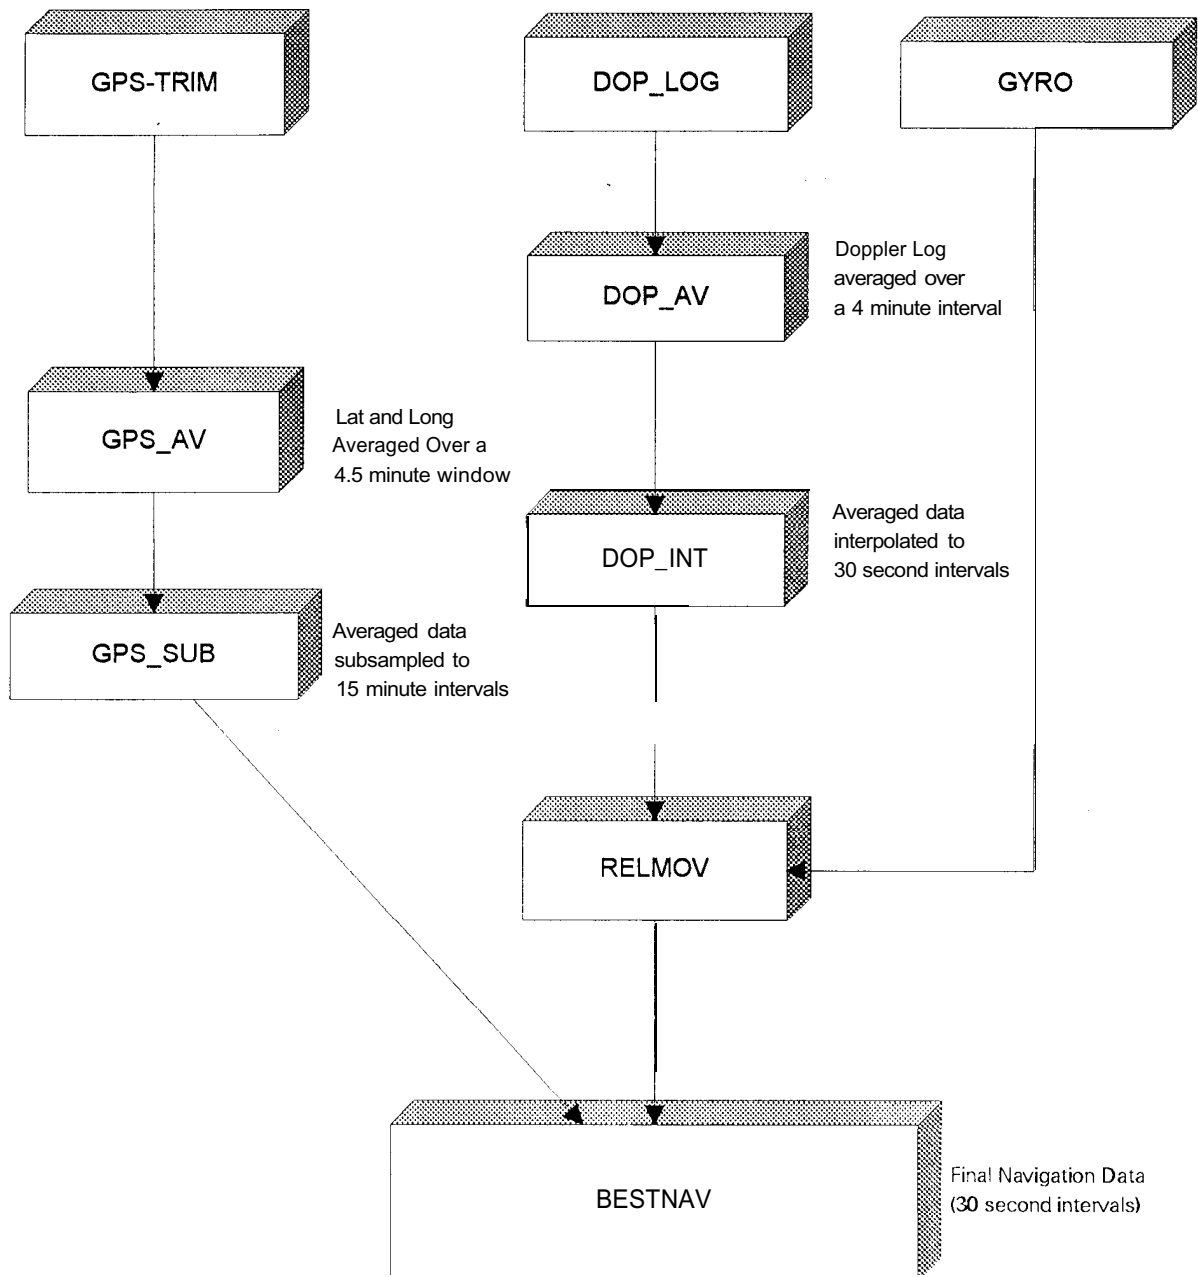 GPS-TRIM
DOP_LOG
GYRO
DOP_AV
Doppler Log
averaged over
a 4 minute interval
GPS_AV
Lat and Long
Averaged Over a
4.5 minute window
DOP_INT
Averaged data
interpolated to
30 second intervals
GPS_SUB
Averaged data
subsampled to
15 minute intervals
RELMOV
BESTNAV
Final Navigation Data
(30 second intervals)